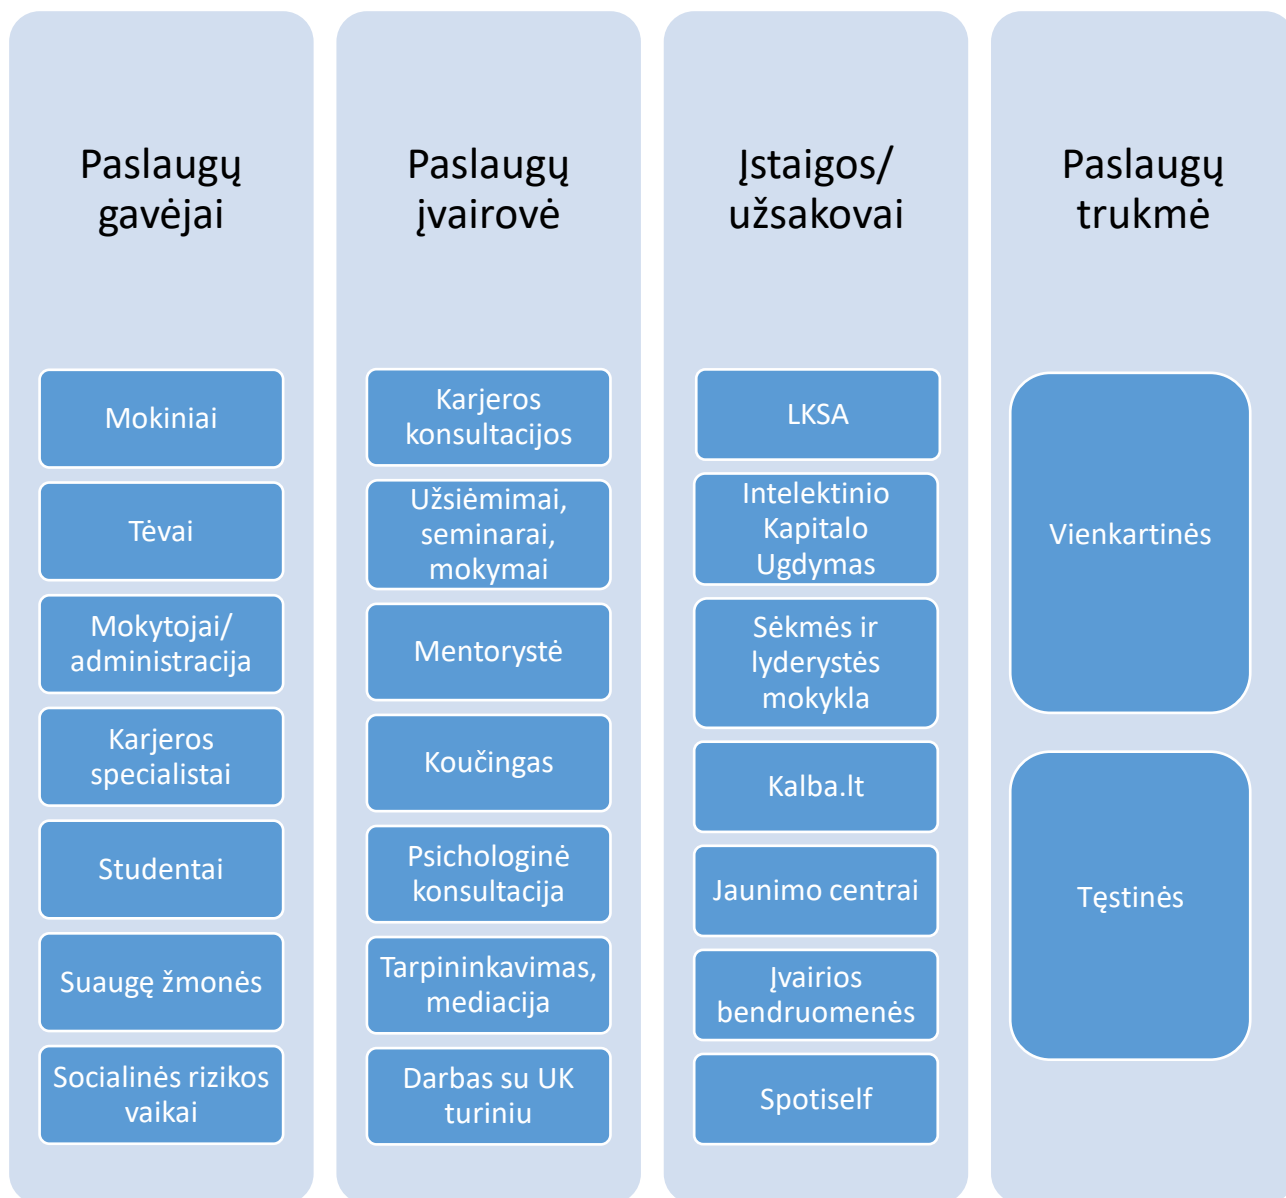 Paslaugų
gavėjai
Mokiniai
Tėvai
Mokytojai/
administracija
Karjeros
specialistai
Studentai
Suaugę žmonės
Socialinės rizikos
vaikai
Paslaugų
įvairovė
Karjeros
konsultacijos
Užsiėmimai,
seminarai,
mokymai
Mentorystė
Koučingas
Psichologinė
konsultacija
Tarpininkavimas,
mediacija
Darbas su UK
turiniu
Įstaigos/
užsakovai
LKSA
Intelektinio
Kapitalo
Ugdymas
Sėkmės ir
lyderystės
mokykla
Kalba.lt
Jaunimo centrai
Įvairios
bendruomenės
Spotiself
Paslaugų
trukmė
Vienkartinės
Tęstinės